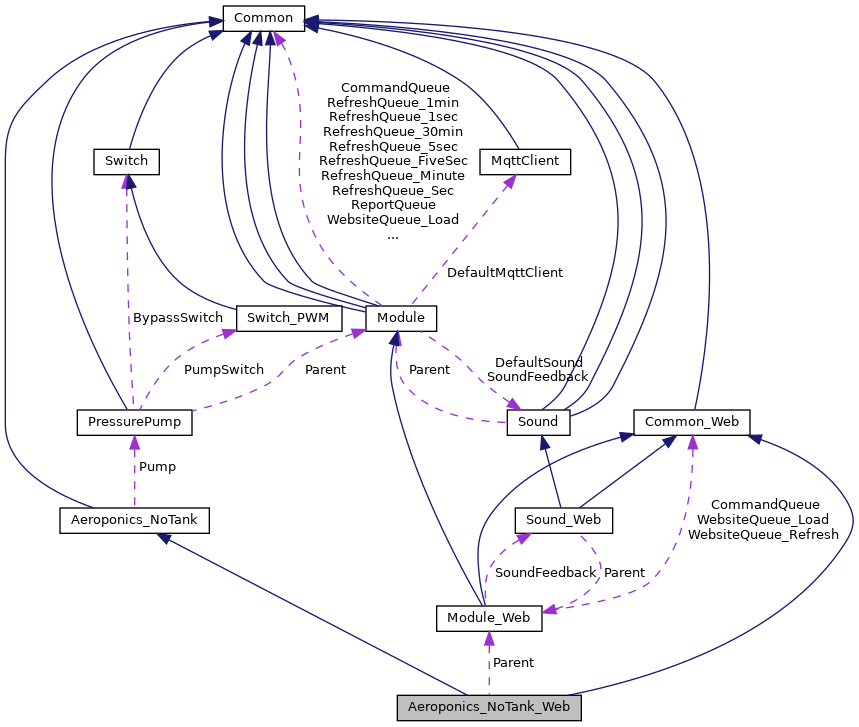 Common
CommandQueue
RefreshQueue_1min
RefreshQueue_1sec
RefreshQueue_30min
RefreshQueue_5sec
RefreshQueue_FiveSec
RefreshQueue_Minute
RefreshQueue_Sec
ReportQueue
WebsiteQueue_Load
...
Switch
MqttClient
DefaultMqttClient
BypassSwitch
Switch_PWM
Module
PumpSwitch
Parent
Parent
DefaultSound
SoundFeedback
PressurePump
Sound
Common_Web
Pump
CommandQueue
WebsiteQueue_Load
WebsiteQueue_Refresh
Aeroponics_NoTank
Sound_Web
SoundFeedback
Parent
Module_Web
Parent
Aeroponics_NoTank_Web